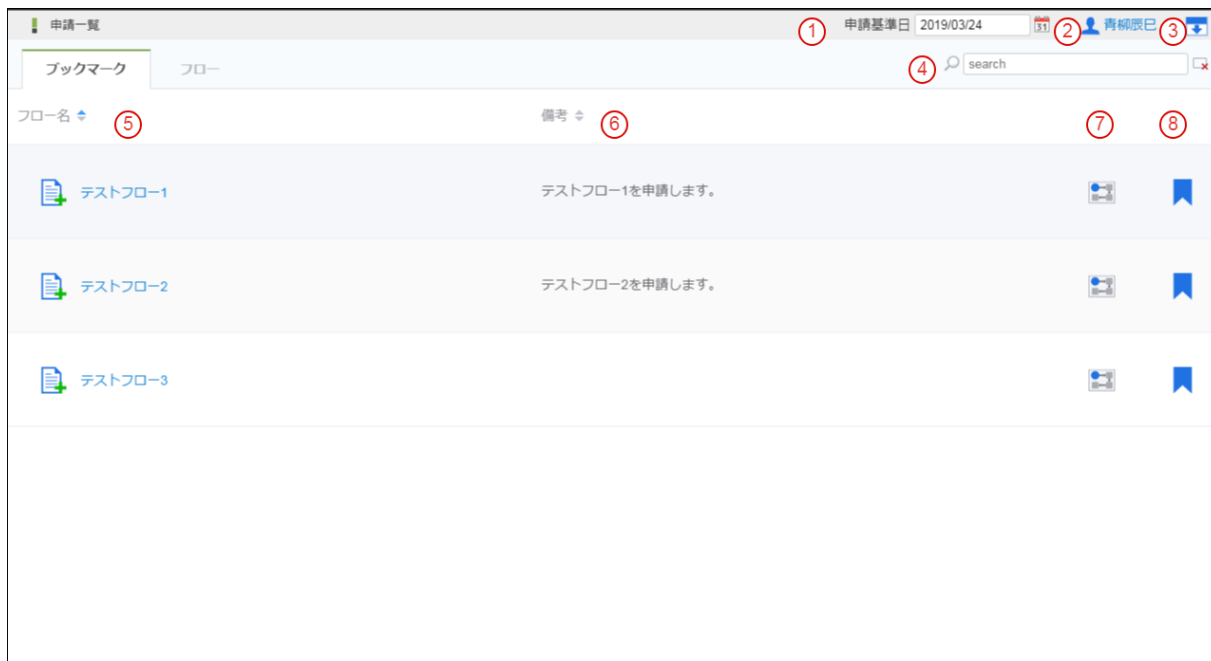 申請一覧 ① 申請基準日 2019/03/24 31 ② 青柳辰巳 ③
ブックマーク フロー ④ search
フロー名 ⑤ 備考 ⑥ ⑦ ⑧
テストフロー1 テストフロー1を申請します。
テストフロー2 テストフロー2を申請します。
テストフロー3